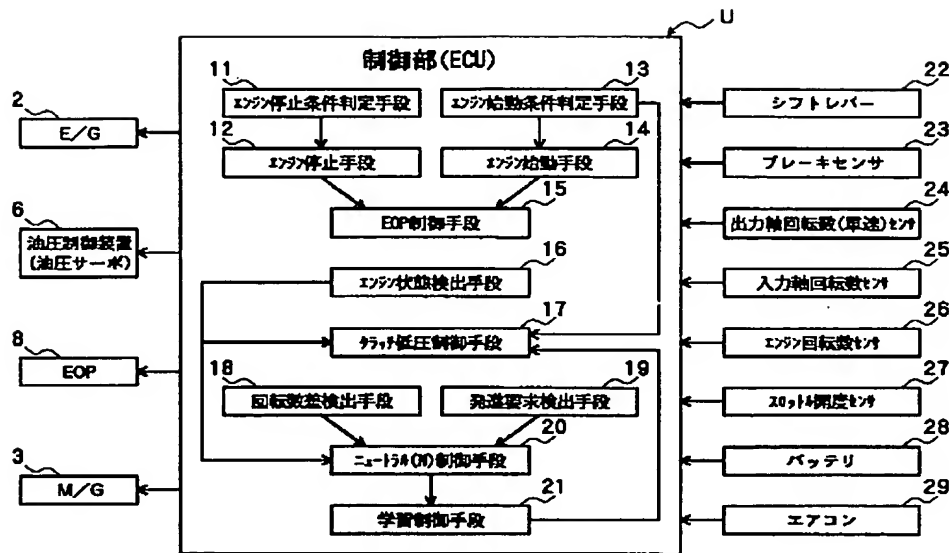 U
制御部(ECU)
11
エンジン停止条件判定手段
13
エンジン始動条件判定手段
12
エンジン停止手段
14
エンジン始動手段
15
EOP制御手段
16
エンジン状態検出手段
17
クラッチ低圧制御手段
18
回転数差検出手段
19
発進要求検出手段
20
ニュートラル(N)制御手段
21
学習制御手段
2
E/G
6
油圧制御装置
(油圧サーボ)
8
EOP
3
M/G
22
シフトレバー
23
ブレーキセンサ
24
出力軸回転数(車速)センサ
25
入力軸回転数センサ
26
エンジン回転数センサ
27
スロットル開度センサ
28
バッテリ
29
エアコン